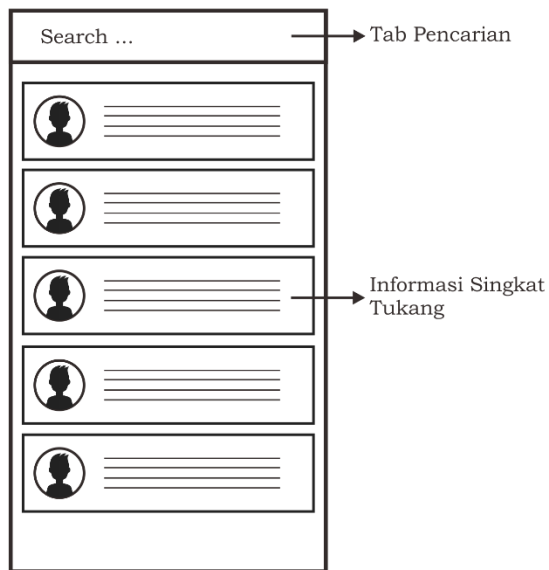 Search ...
Tab Pencarian
Informasi Singkat
Tukang